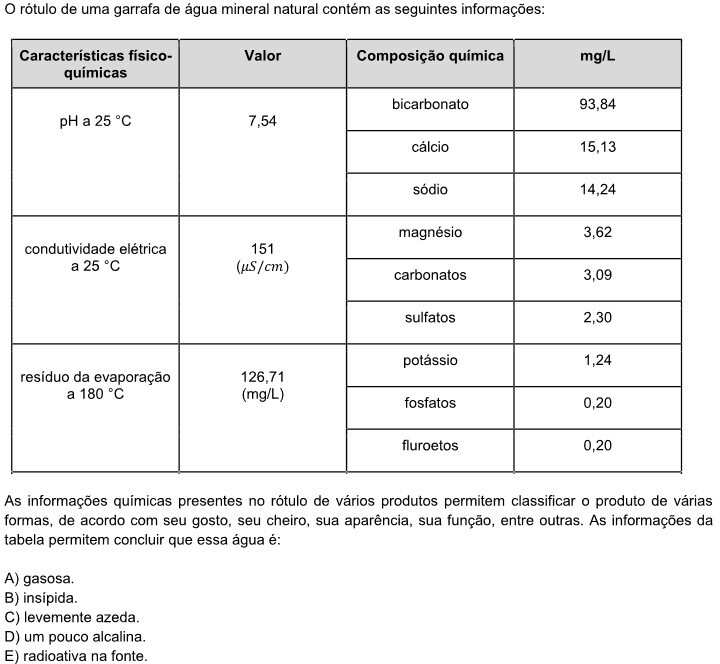 O rótulo de uma garrafa de água mineral natural contém as seguintes informações:
Características físico-
químicas
Valor
Composição química
mg/L
pH a 25 °C
7,54
bicarbonato
93,84
cálcio
15,13
sódio
14,24
condutividade elétrica
a 25 °C
151
(μS/cm)
magnésio
3,62
carbonatos
3,09
sulfatos
2,30
resíduo da evaporação
a 180 °C
126,71
(mg/L)
potássio
1,24
fosfatos
0,20
fluroetos
0,20
As informações químicas presentes no rótulo de vários produtos permitem classificar o produto de várias
formas, de acordo com seu gosto, seu cheiro, sua aparência, sua função, entre outras. As informações da
tabela permitem concluir que essa água é:
A) gasosa.
B) insípida.
C) levemente azeda.
D) um pouco alcalina.
E) radioativa na fonte.